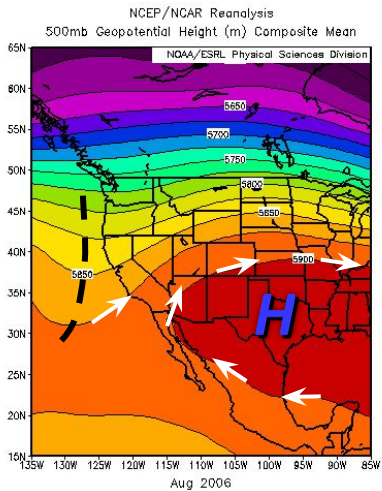 NCEP/NCAR Reanalysis
500mb Geopotential Height (m) Composite Mean
NOAA/ESRL Physical Sciences Division
65N
60N
55N
50N
45N
40N
35N
30N
25N
20N
15N
5650
5700
5750
5800
5850
5900
5850
H
135W 130W 125W 120W 115W 110W 105W 100W 95W 90W 85W
Aug 2006